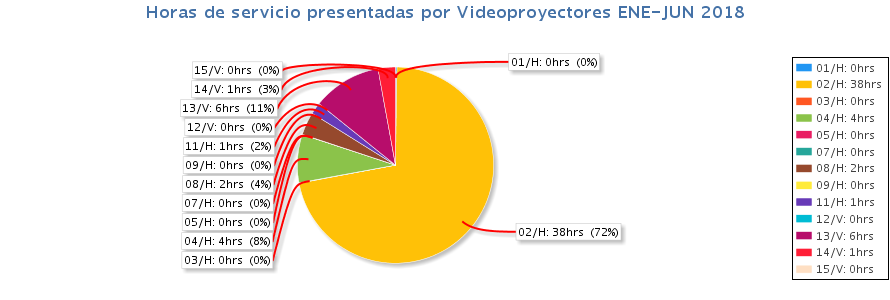 Horas de servicio presentadas por Videoproyectores ENE-JUN 2018
01/H: 0hrs (0%)
15/V: 0hrs (0%)
14/V: 1hrs (3%)
13/V: 6hrs (11%)
12/V: 0hrs (0%)
11/H: 1hrs (2%)
09/H: 0hrs (0%)
08/H: 2hrs (4%)
07/H: 0hrs (0%)
05/H: 0hrs (0%)
04/H: 4hrs (8%)
03/H: 0hrs (0%)
02/H: 38hrs (72%)
01/H: 0hrs
02/H: 38hrs
03/H: 0hrs
04/H: 4hrs
05/H: 0hrs
07/H: 0hrs
08/H: 2hrs
09/H: 0hrs
11/H: 1hrs
12/V: 0hrs
13/V: 6hrs
14/V: 1hrs
15/V: 0hrs